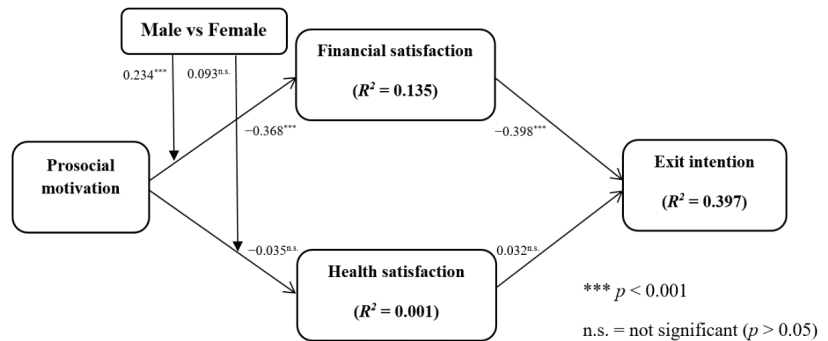 Male vs Female
Financial satisfaction
(R² = 0.135)
0.234***
0.093n.s.
−0.368***
−0.398***
Prosocial
motivation
Exit intention
(R² = 0.397)
−0.035n.s.
0.032n.s.
Health satisfaction
(R² = 0.001)
*** p < 0.001
n.s. = not significant (p > 0.05)